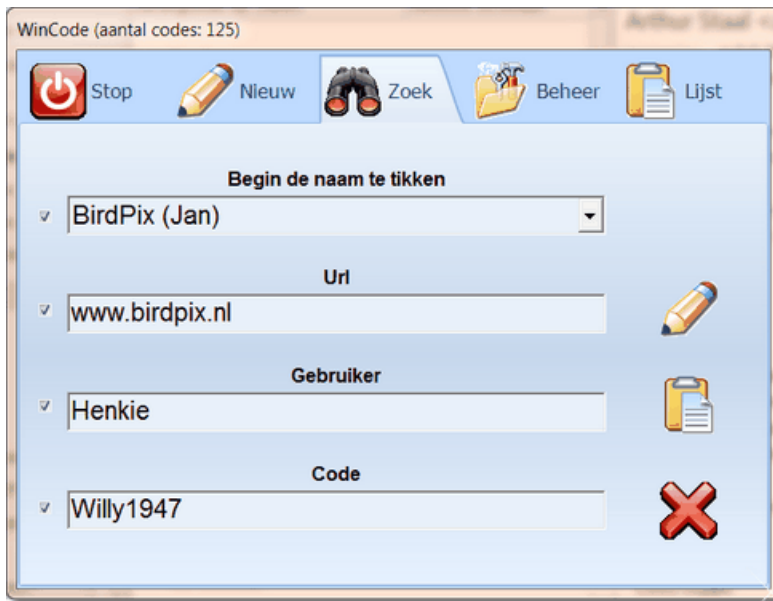 WinCode (aantal codes: 125)
Stop Nieuw Zoek Beheer Lijst
Begin de naam te tikken
BirdPix (Jan)
Url
www.birdpix.nl
Gebruiker
Henkie
Code
Willy1947